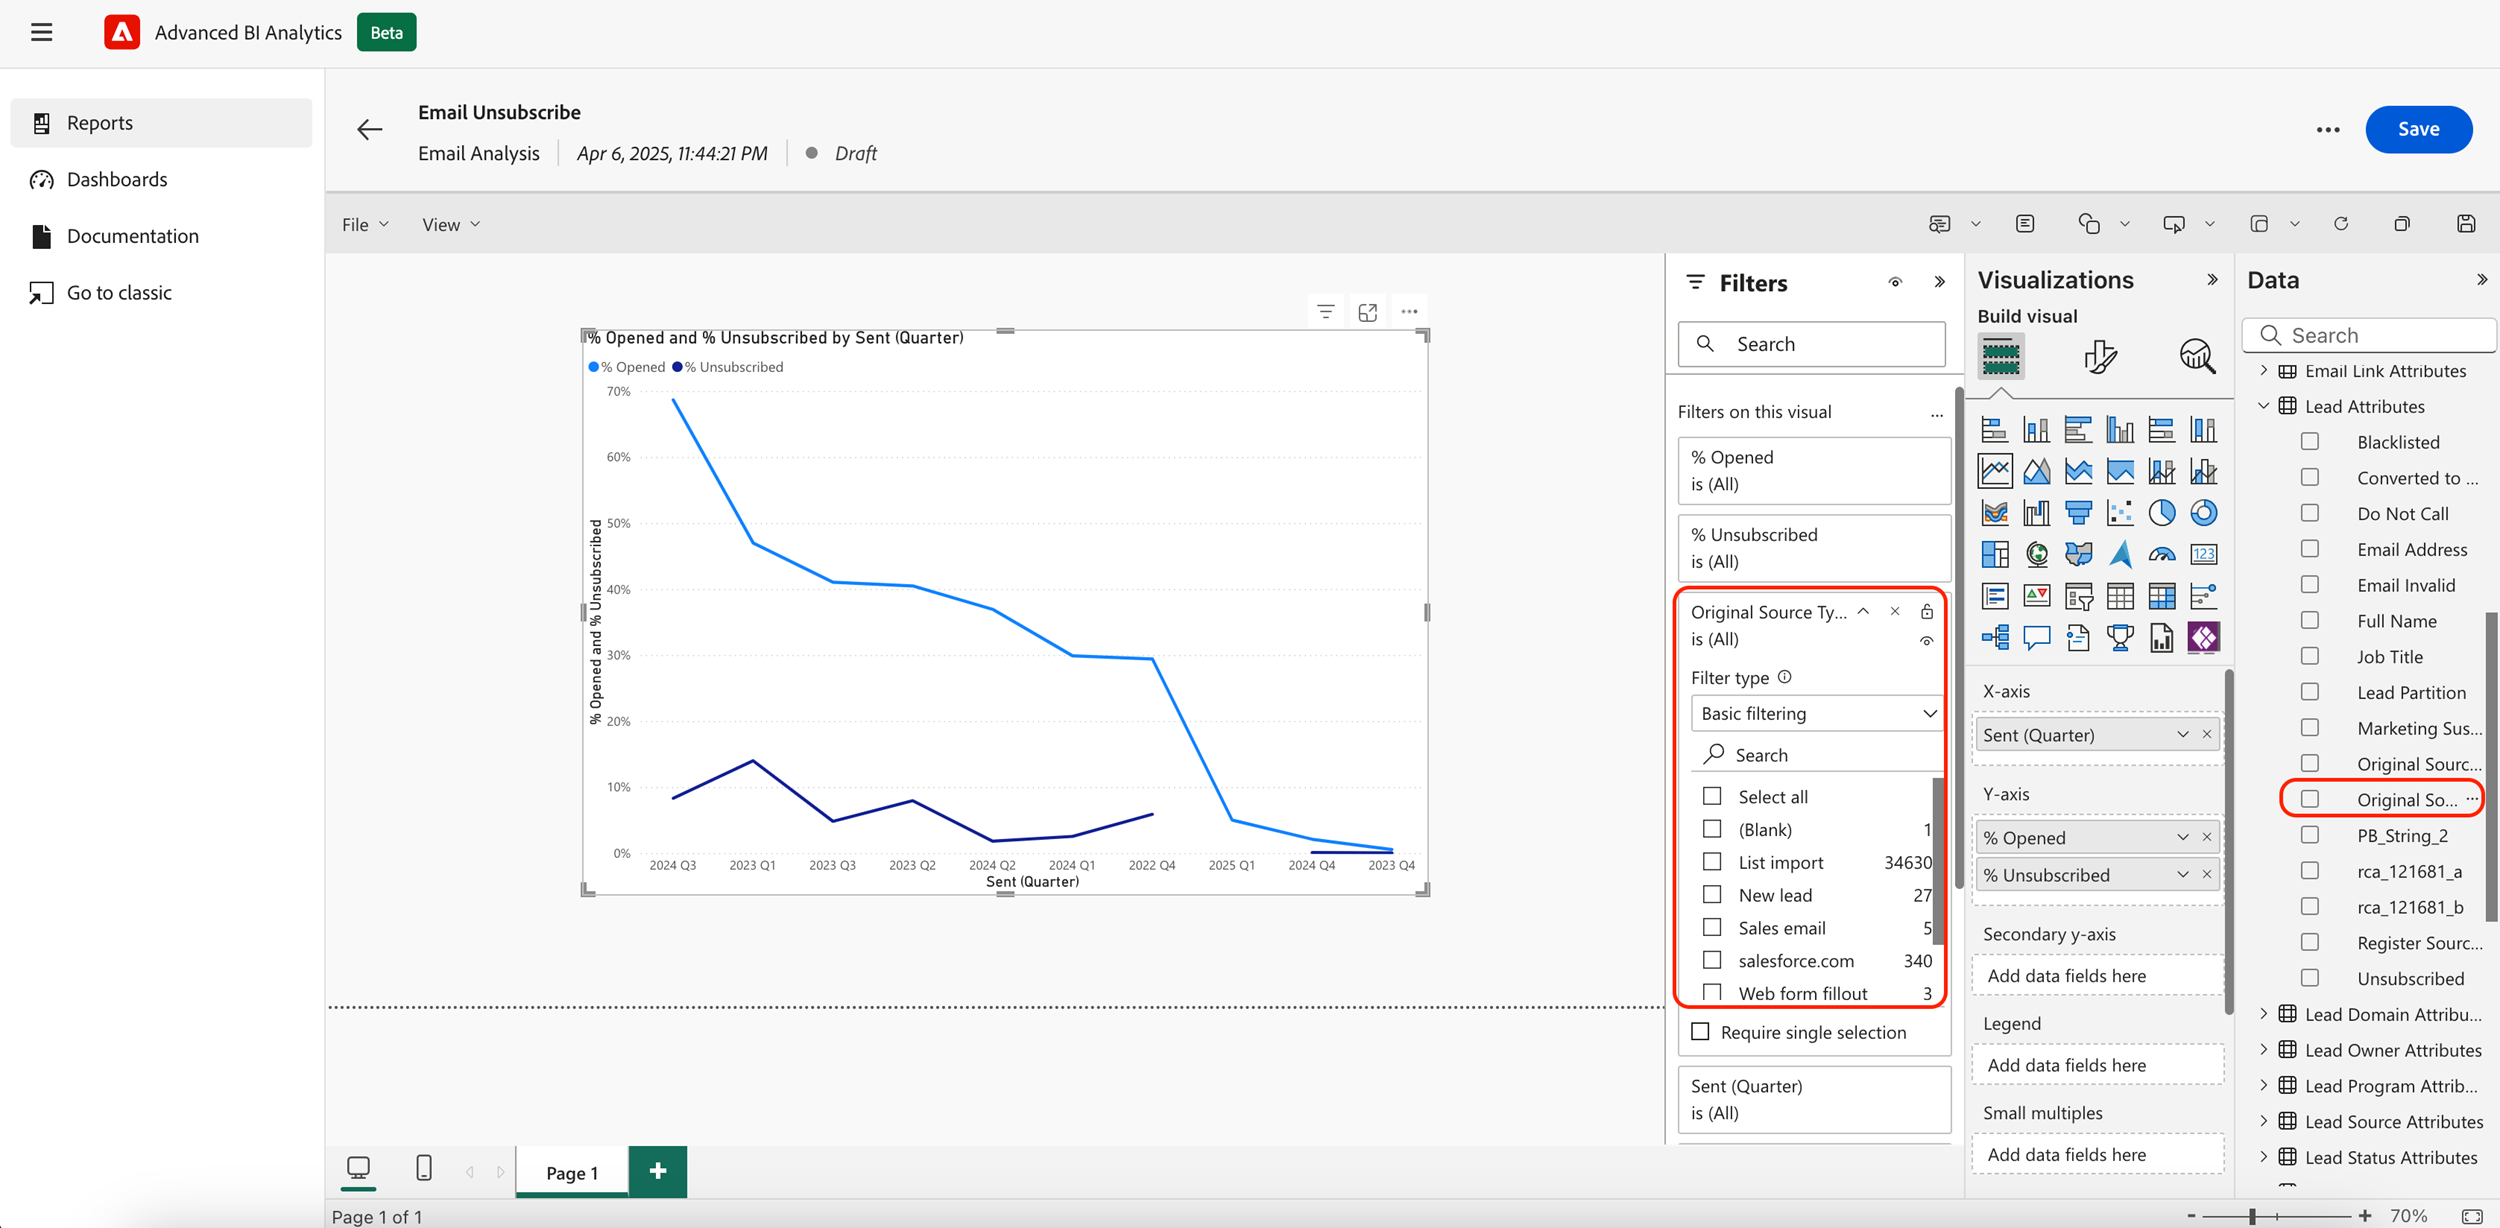 Advanced BI Analytics Beta
Reports
Dashboards
Documentation
Go to classic
Email Unsubscribe
Email Analysis Apr 6, 2025, 11:44:21 PM Draft
Save
File View
% Opened and % Unsubscribed by Sent (Quarter)
% Opened % Unsubscribed
70%
60%
50%
40%
30%
20%
10%
0%
% Opened and % Unsubscribed
2024 Q3 2023 Q1 2023 Q3 2023 Q2 2024 Q2 2024 Q1 2022 Q4 2025 Q1 2024 Q4 2023 Q4
Sent (Quarter)
Filters
Search
Filters on this visual
% Opened
is (All)
% Unsubscribed
is (All)
Original Source Ty...
is (All)
Filter type
Basic filtering
Search
Select all
(Blank) 1
List import 34630
New lead 27
Sales email 5
salesforce.com 340
Web form fillout 3
Require single selection
Sent (Quarter)
is (All)
Visualizations
Build visual
123
X-axis
Sent (Quarter)
Y-axis
% Opened
% Unsubscribed
Secondary y-axis
Add data fields here
Legend
Add data fields here
Small multiples
Add data fields here
Data
Search
Email Link Attributes
Lead Attributes
Blacklisted
Converted to ...
Do Not Call
Email Address
Email Invalid
Full Name
Job Title
Lead Partition
Marketing Sus...
Original Sourc...
Original So...
PB_String_2
rca_121681_a
rca_121681_b
Register Sourc...
Unsubscribed
Lead Domain Attribu...
Lead Owner Attributes
Lead Program Attrib...
Lead Source Attributes
Lead Status Attributes
Page 1
Page 1 of 1
70%